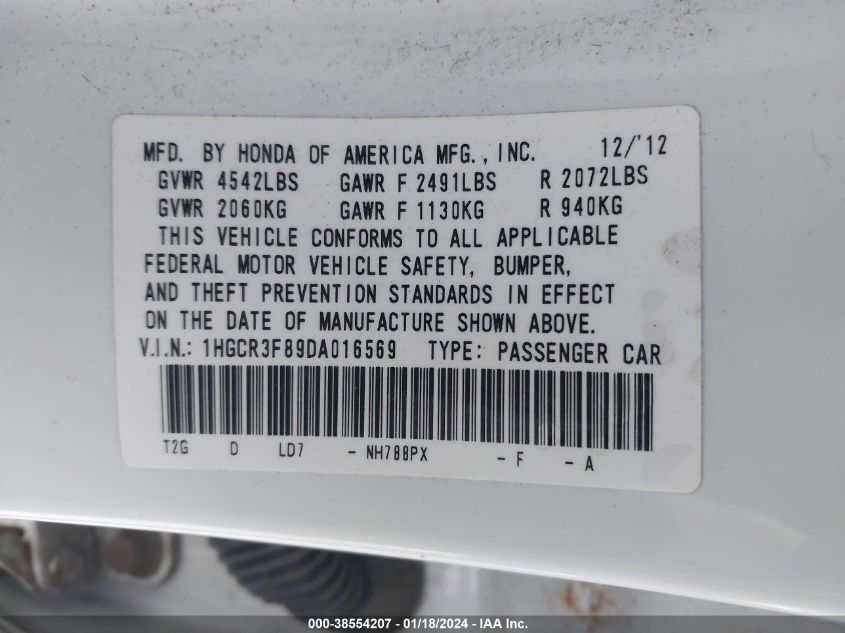 MFD. BY HONDA OF AMERICA MFG., INC. 12/'12
GVWR 4542LBS GAWR F 2491LBS R 2072LBS
GVWR 2060KG GAWR F 1130KG R 940KG
THIS VEHICLE CONFORMS TO ALL APPLICABLE
FEDERAL MOTOR VEHICLE SAFETY, BUMPER,
AND THEFT PREVENTION STANDARDS IN EFFECT
ON THE DATE OF MANUFACTURE SHOWN ABOVE.
V.I.N.: 1HGCR3F89DA016569 TYPE: PASSENGER CAR
T2G D LD7 - NH788PX - F - A
000-38554207 - 01/18/2024 - IAA Inc.